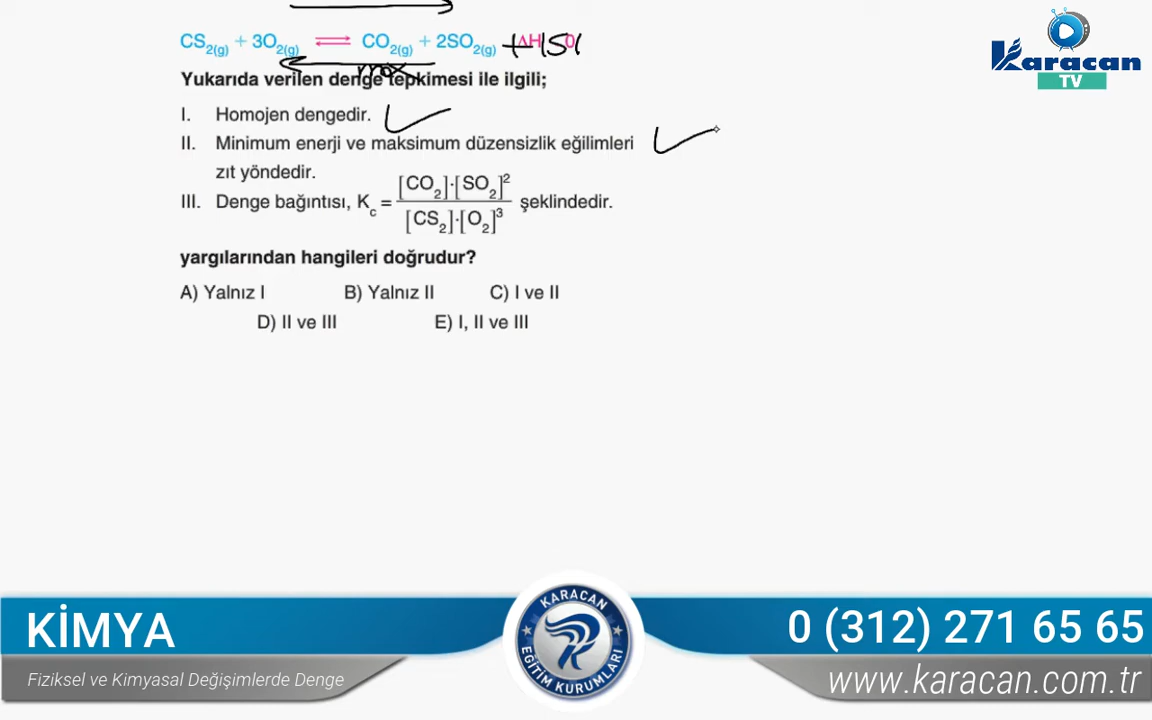 CS2(g) + 3O2(g) ⇌ CO2(g) + 2SO2(g) + ISI
max
Karacan
TV
Yukarıda verilen denge tepkimesi ile ilgili;
I. Homojen dengedir.
II. Minimum enerji ve maksimum düzensizlik eğilimleri
zıt yöndedir.
III. Denge bağıntısı, Kc = [CO2]·[SO2]^2 / [CS2]·[O2]^3 şeklindedir.
yargılarından hangileri doğrudur?
A) Yalnız I B) Yalnız II C) I ve II
D) II ve III E) I, II ve III
KİMYA
Fiziksel ve Kimyasal Değişimlerde Denge
KARACAN
EĞİTİM KURUMLARI
0 (312) 271 65 65
www.karacan.com.tr